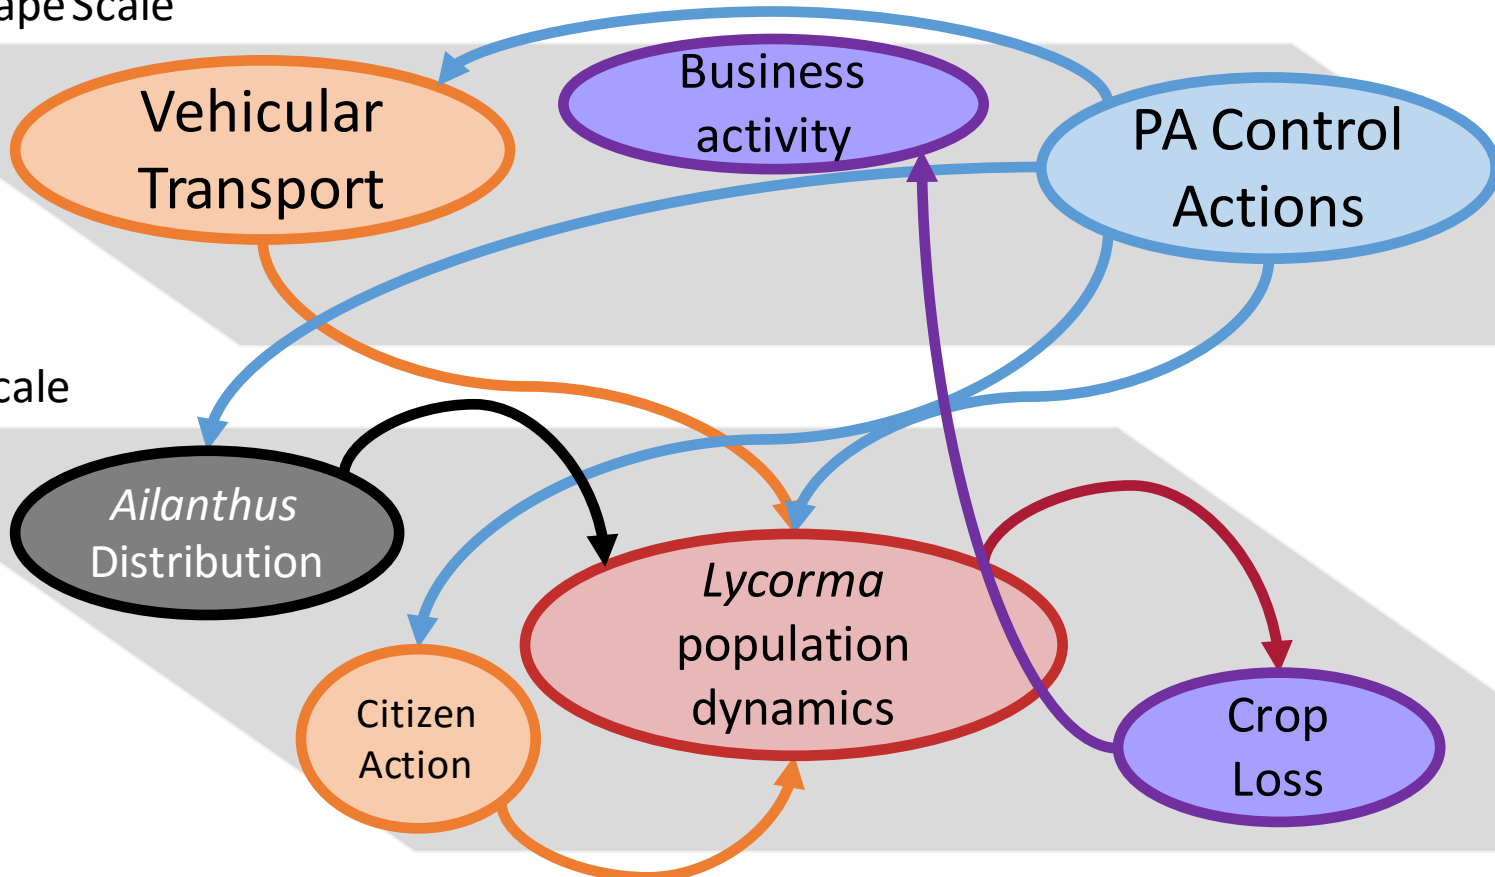 ape Scale
Business
activity
Vehicular
Transport
PA Control
Actions
cale
Ailanthus
Distribution
Lycorma
population
dynamics
Citizen
Action
Crop
Loss